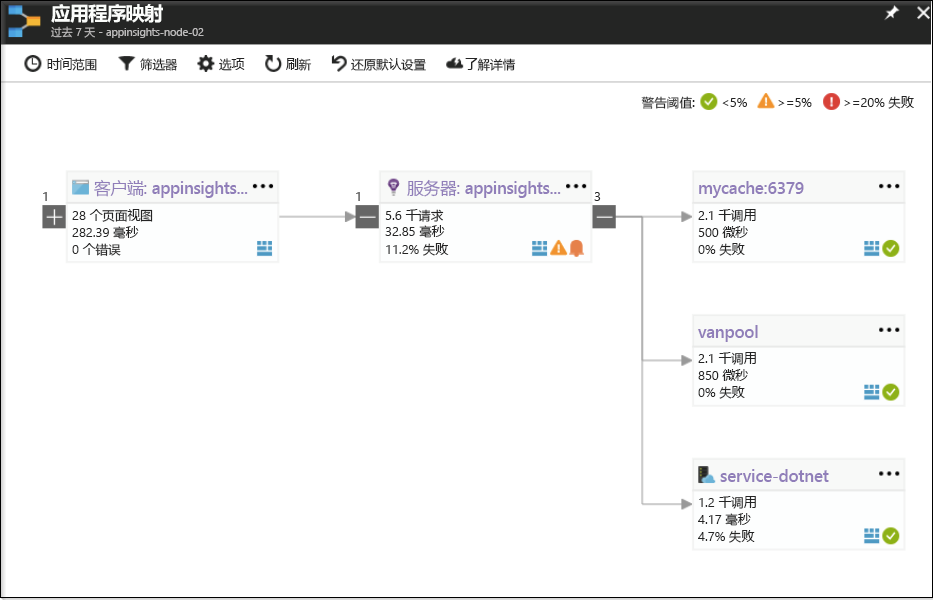 应用程序映射
过去 7 天 - appinsights-node-02
时间范围 筛选器 选项 刷新 还原默认设置 了解详情
警告阈值: <5% >=5% >=20% 失败
1
客户端: appinsights... •••
28 个页面视图
282.39 毫秒
0 个错误
1
服务器: appinsights... •••
5.6 千请求
32.85 毫秒
11.2% 失败
3
mycache:6379 •••
2.1 千调用
500 微秒
0% 失败
vanpool •••
2.1 千调用
850 微秒
0% 失败
service-dotnet •••
1.2 千调用
4.17 毫秒
4.7% 失败